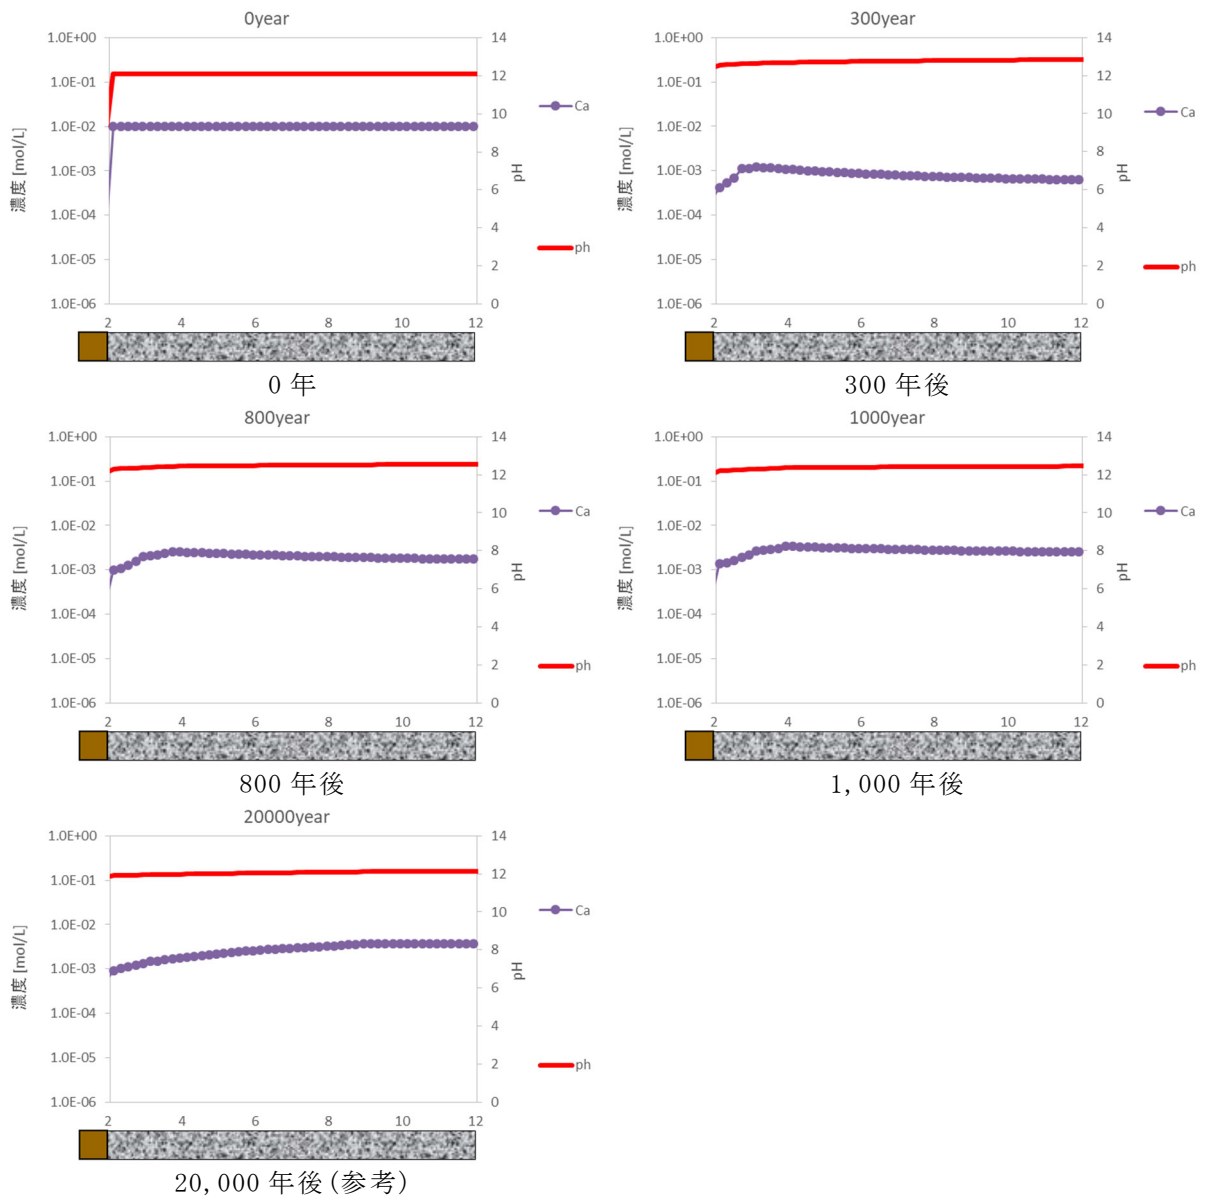 0year
1.0E+00
1.0E-01
1.0E-02
1.0E-03
1.0E-04
1.0E-05
1.0E-06
濃度 [mol/L]
14
12
10
8
6
4
2
0
pH
Ca
ph
2 4 6 8 10 12
0 年
300year
1.0E+00
1.0E-01
1.0E-02
1.0E-03
1.0E-04
1.0E-05
1.0E-06
濃度 [mol/L]
14
12
10
8
6
4
2
0
pH
Ca
ph
2 4 6 8 10 12
300 年後
800year
1.0E+00
1.0E-01
1.0E-02
1.0E-03
1.0E-04
1.0E-05
1.0E-06
濃度 [mol/L]
14
12
10
8
6
4
2
0
pH
Ca
ph
2 4 6 8 10 12
800 年後
1000year
1.0E+00
1.0E-01
1.0E-02
1.0E-03
1.0E-04
1.0E-05
1.0E-06
濃度 [mol/L]
14
12
10
8
6
4
2
0
pH
Ca
ph
2 4 6 8 10 12
1,000 年後
20000year
1.0E+00
1.0E-01
1.0E-02
1.0E-03
1.0E-04
1.0E-05
1.0E-06
濃度 [mol/L]
14
12
10
8
6
4
2
0
pH
Ca
ph
2 4 6 8 10 12
20,000 年後(参考)